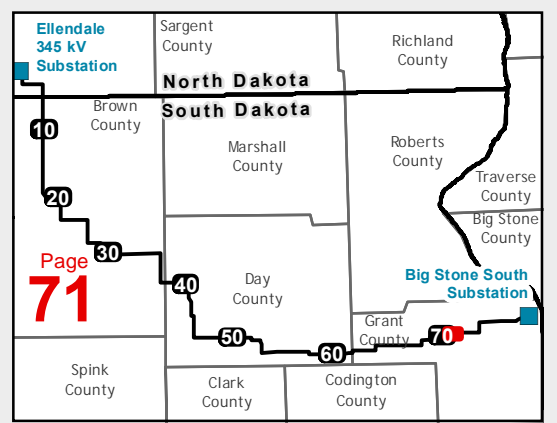 Ellendale
345 kV
Substation
Sargent
County
Richland
County
North Dakota
South Dakota
Brown
County
10
Marshall
County
Roberts
County
Traverse
County
20
Big Stone
County
30
Page
71
40
Day
County
Big Stone South
Substation
Grant
County
50
60
70
Spink
County
Clark
County
Codington
County